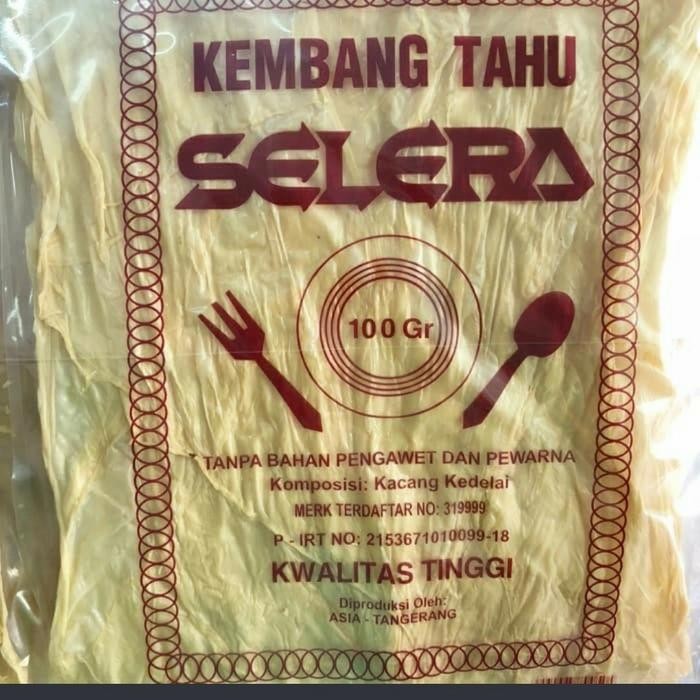 KEMBANG TAHU
SELERA
100 Gr
TANPA BAHAN PENGAWET DAN PEWARNA
Komposisi: Kacang Kedelai
MERK TERDAFTAR NO: 319999
P - IRT NO: 2153671010099-18
KWALITAS TINGGI
Diproduksi Oleh:
ASIA - TANGERANG